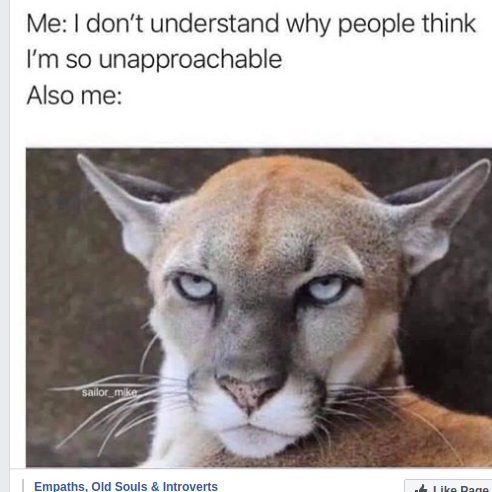 Me: I don't understand why people think
I'm so unapproachable
Also me:
sailor_mike
Empaths, Old Souls & Introverts
Like Page